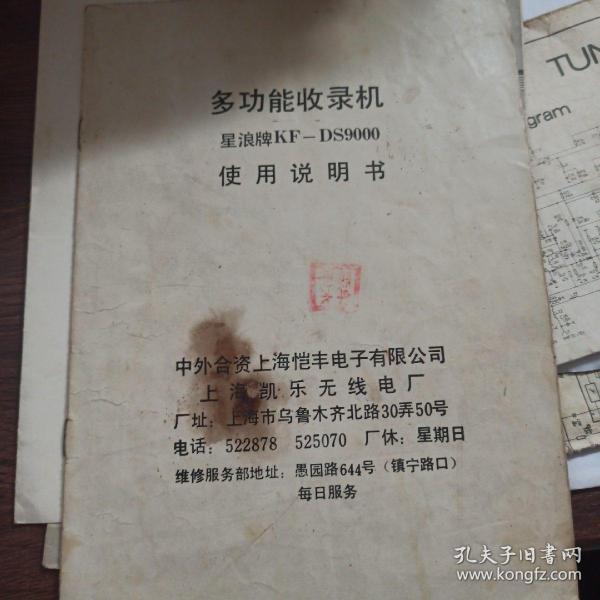 多功能收录机
星浪牌KF-DS9000
使用说明书
中外合资上海恺丰电子有限公司
上海凯乐无线电厂
厂址：上海市乌鲁木齐北路30弄50号
电话：522878 525070 厂休：星期日
维修服务部地址：愚园路644号（镇宁路口）
每日服务
TUN
gram
孔夫子旧书网
www.kongfz.com